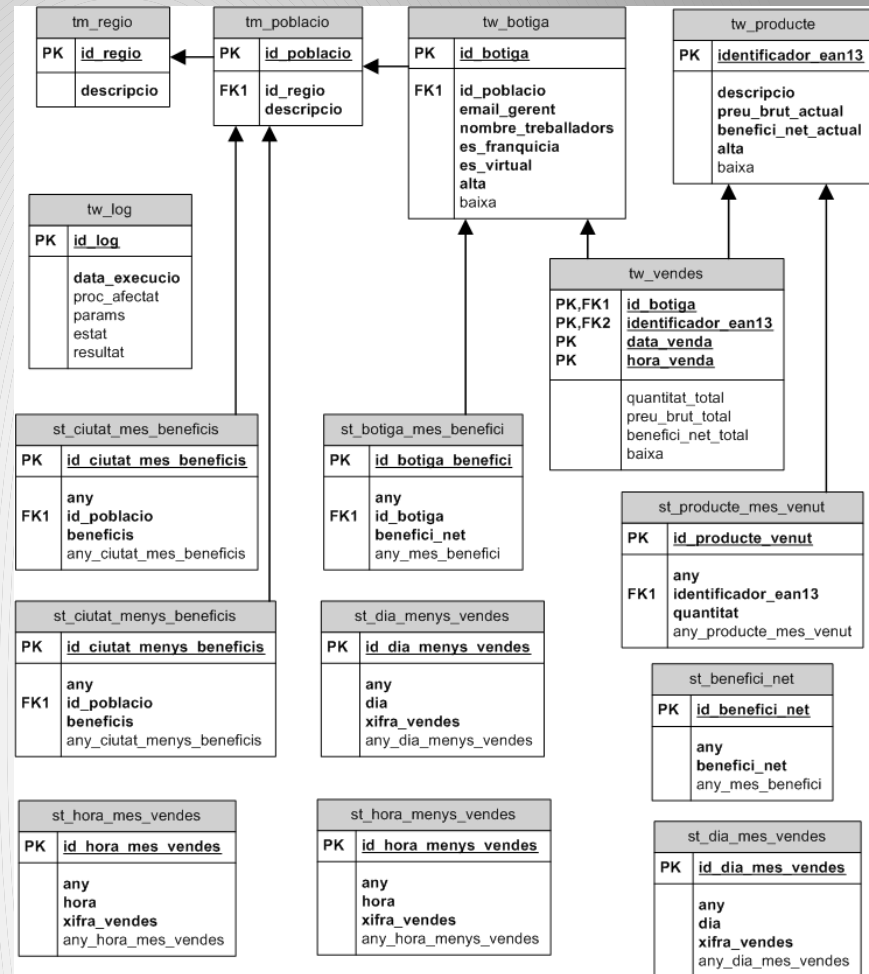 tm_regio
PK id_regio
descripcio
tm_poblacio
PK id_poblacio
FK1 id_regio
descripcio
tw_botiga
PK id_botiga
FK1 id_poblacio
email_gerent
nombre_treballadors
es_franquicia
es_virtual
alta
baixa
tw_producte
PK identificador_ean13
descripcio
preu_brut_actual
benefici_net_actual
alta
baixa
tw_log
PK id_log
data_execucio
proc_afectat
params
estat
resultat
tw_vendes
PK,FK1 id_botiga
PK,FK2 identificador_ean13
PK data_venda
PK hora_venda
quantitat_total
preu_brut_total
benefici_net_total
baixa
st_ciutat_mes_beneficis
PK id_ciutat_mes_beneficis
any
FK1 id_poblacio
beneficis
any_ciutat_mes_beneficis
st_botiga_mes_benefici
PK id_botiga_benefici
any
FK1 id_botiga
benefici_net
any_mes_benefici
st_producte_mes_venut
PK id_producte_venut
any
FK1 identificador_ean13
quantitat
any_producte_mes_venut
st_ciutat_menys_beneficis
PK id_ciutat_menys_beneficis
any
FK1 id_poblacio
beneficis
any_ciutat_menys_beneficis
st_dia_menys_vendes
PK id_dia_menys_vendes
any
dia
xifra_vendes
any_dia_menys_vendes
st_benefici_net
PK id_benefici_net
any
benefici_net
any_mes_benefici
st_hora_mes_vendes
PK id_hora_mes_vendes
any
hora
xifra_vendes
any_hora_mes_vendes
st_hora_menys_vendes
PK id_hora_menys_vendes
any
hora
xifra_vendes
any_hora_menys_vendes
st_dia_mes_vendes
PK id_dia_mes_vendes
any
dia
xifra_vendes
any_dia_mes_vendes